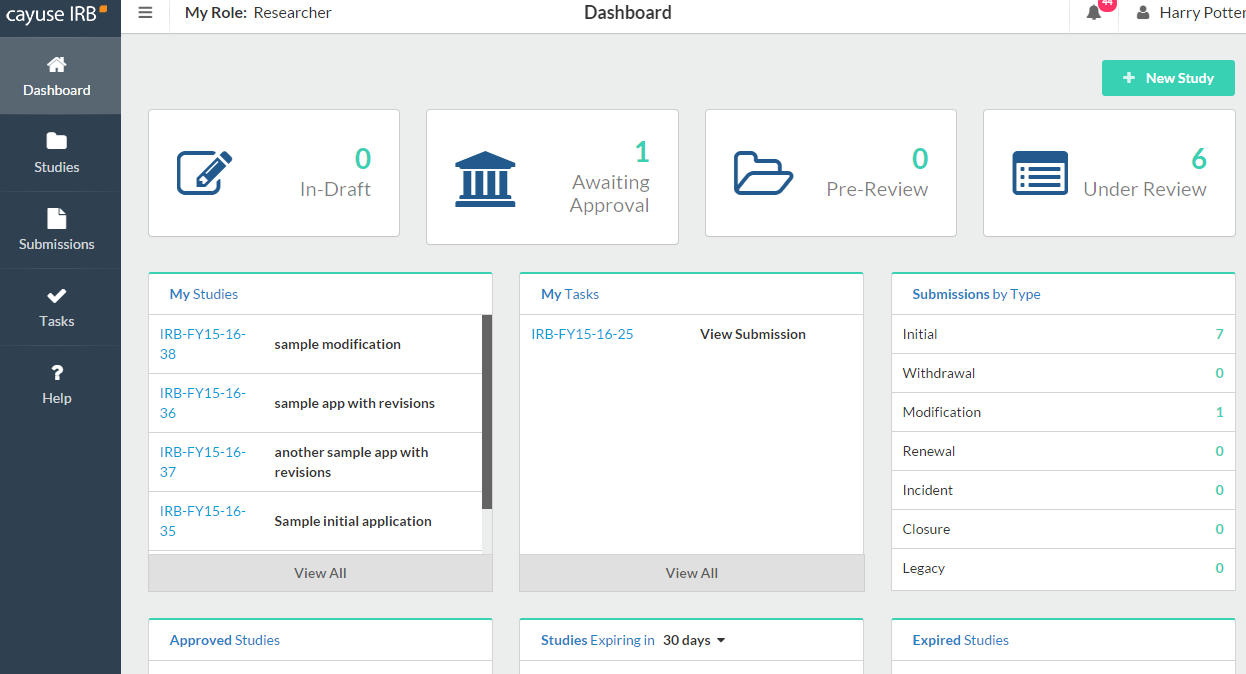 cayuse IRB
My Role: Researcher
Dashboard
44
Harry Potter
Dashboard
Studies
Submissions
Tasks
? Help
+ New Study
0
In-Draft
1
Awaiting
Approval
0
Pre-Review
6
Under Review
My Studies
IRB-FY15-16-
38
sample modification
IRB-FY15-16-
36
sample app with revisions
IRB-FY15-16-
37
another sample app with
revisions
IRB-FY15-16-
35
Sample initial application
View All
My Tasks
IRB-FY15-16-25 View Submission
View All
Submissions by Type
Initial 7
Withdrawal 0
Modification 1
Renewal 0
Incident 0
Closure 0
Legacy 0
Approved Studies
Studies Expiring in 30 days
Expired Studies